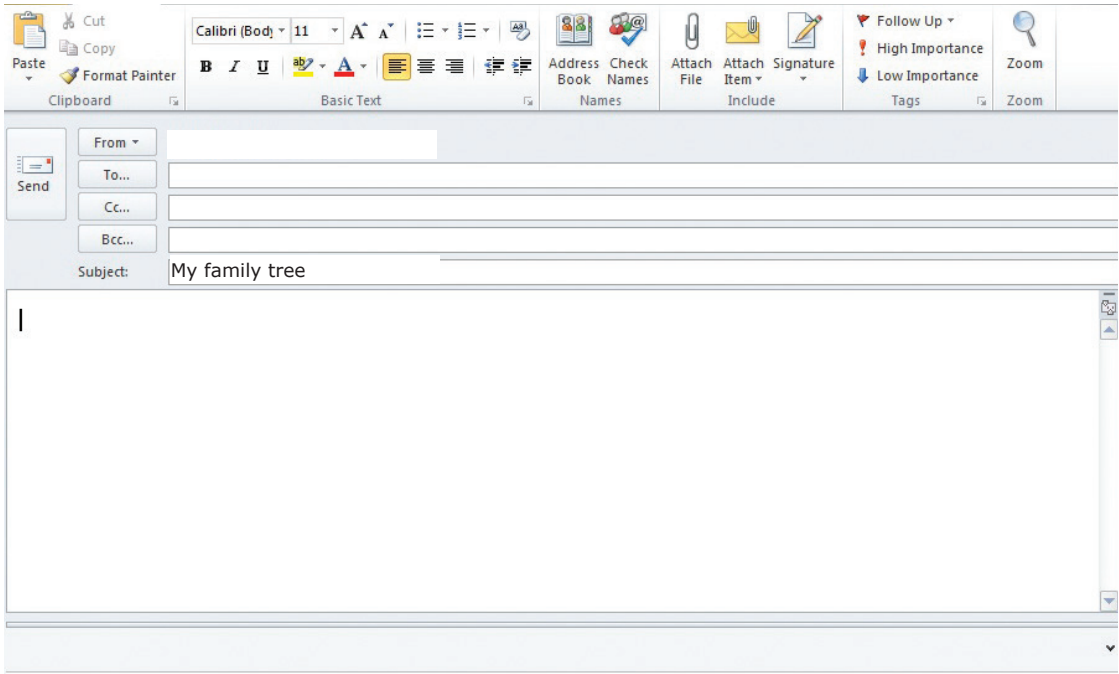 Cut
Copy
Paste
Format Painter
Clipboard
Calibri (Body
11
B I U
Basic Text
Address Book
Check Names
Names
Attach File
Attach Item
Signature
Include
Follow Up
High Importance
Low Importance
Tags
Zoom
Zoom
Send
From
To...
Cc...
Bcc...
Subject: My family tree